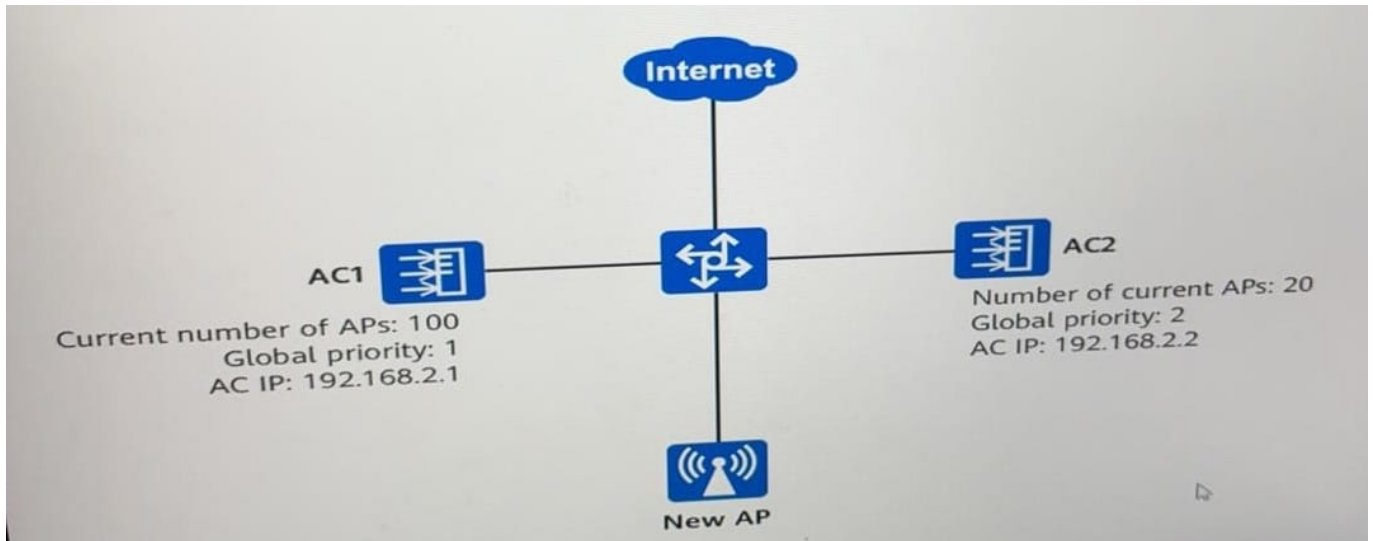 Internet
AC1
Current number of APs: 100
Global priority: 1
AC IP: 192.168.2.1
AC2
Number of current APs: 20
Global priority: 2
AC IP: 192.168.2.2
New AP